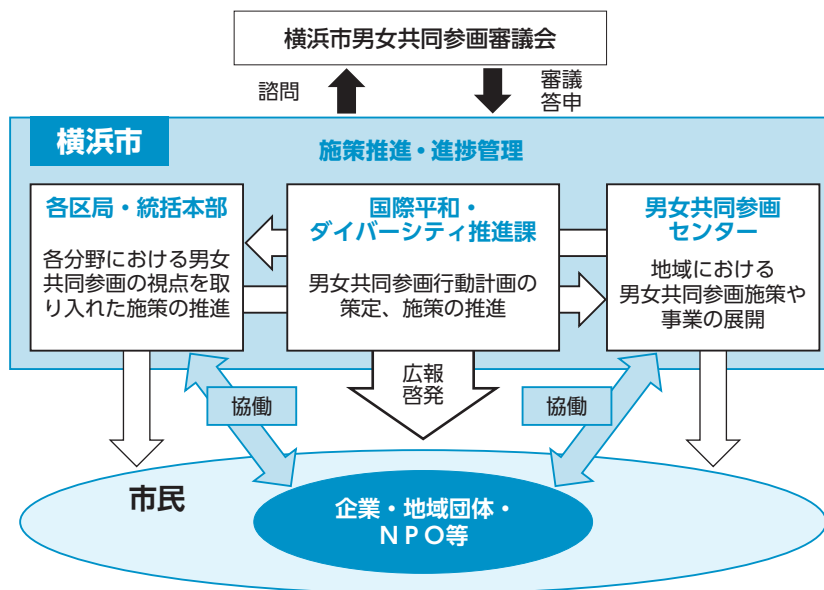 横浜市男女共同参画審議会
諮問
審議
答申
横浜市
施策推進・進捗管理
各区局・統括本部
各分野における男女
共同参画の視点を取
り入れた施策の推進
国際平和・
ダイバーシティ推進課
男女共同参画行動計画の
策定、施策の推進
男女共同参画
センター
地域における
男女共同参画施策や
事業の展開
協働
広報
啓発
協働
市民
企業・地域団体・
ＮＰＯ等